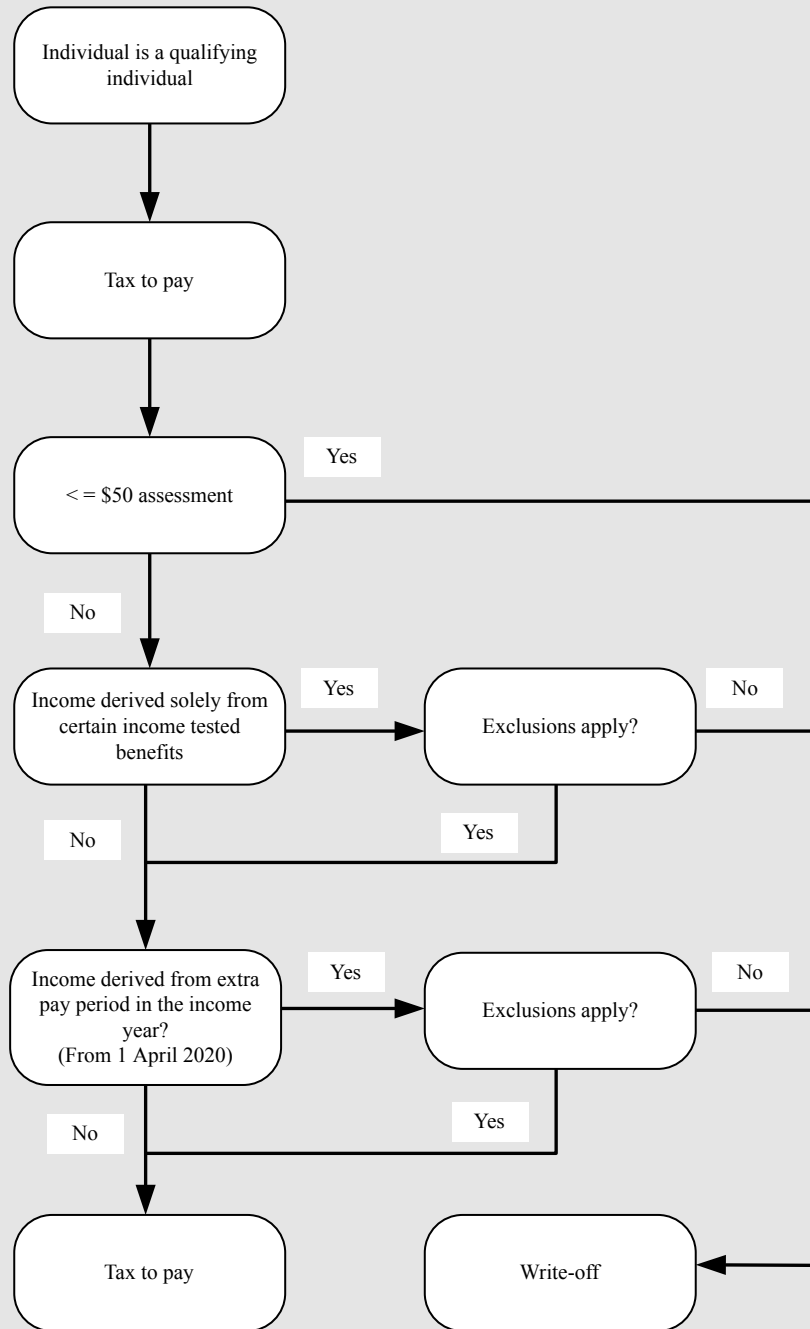 Individual is a qualifying
individual
Tax to pay
Yes
< = $50 assessment
No
Income derived solely from
certain income tested
benefits
Yes
Exclusions apply?
No
No
Yes
Income derived from extra
pay period in the income
year?
(From 1 April 2020)
Yes
Exclusions apply?
No
No
Yes
Tax to pay
Write-off